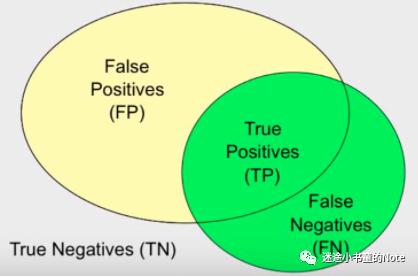 False
Positives
(FP)
True
Positives
(TP)
False
Negatives
(FN)
True Negatives (TN)
迷途小书童的Note